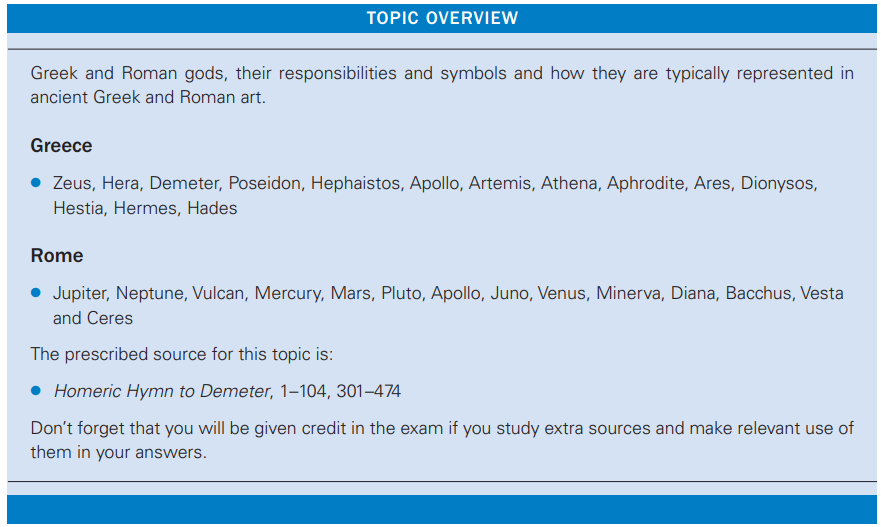 TOPIC OVERVIEW
Greek and Roman gods, their responsibilities and symbols and how they are typically represented in
ancient Greek and Roman art.
Greece
● Zeus, Hera, Demeter, Poseidon, Hephaistos, Apollo, Artemis, Athena, Aphrodite, Ares, Dionysos,
Hestia, Hermes, Hades
Rome
● Jupiter, Neptune, Vulcan, Mercury, Mars, Pluto, Apollo, Juno, Venus, Minerva, Diana, Bacchus, Vesta
and Ceres
The prescribed source for this topic is:
● Homeric Hymn to Demeter, 1–104, 301–474
Don’t forget that you will be given credit in the exam if you study extra sources and make relevant use of
them in your answers.